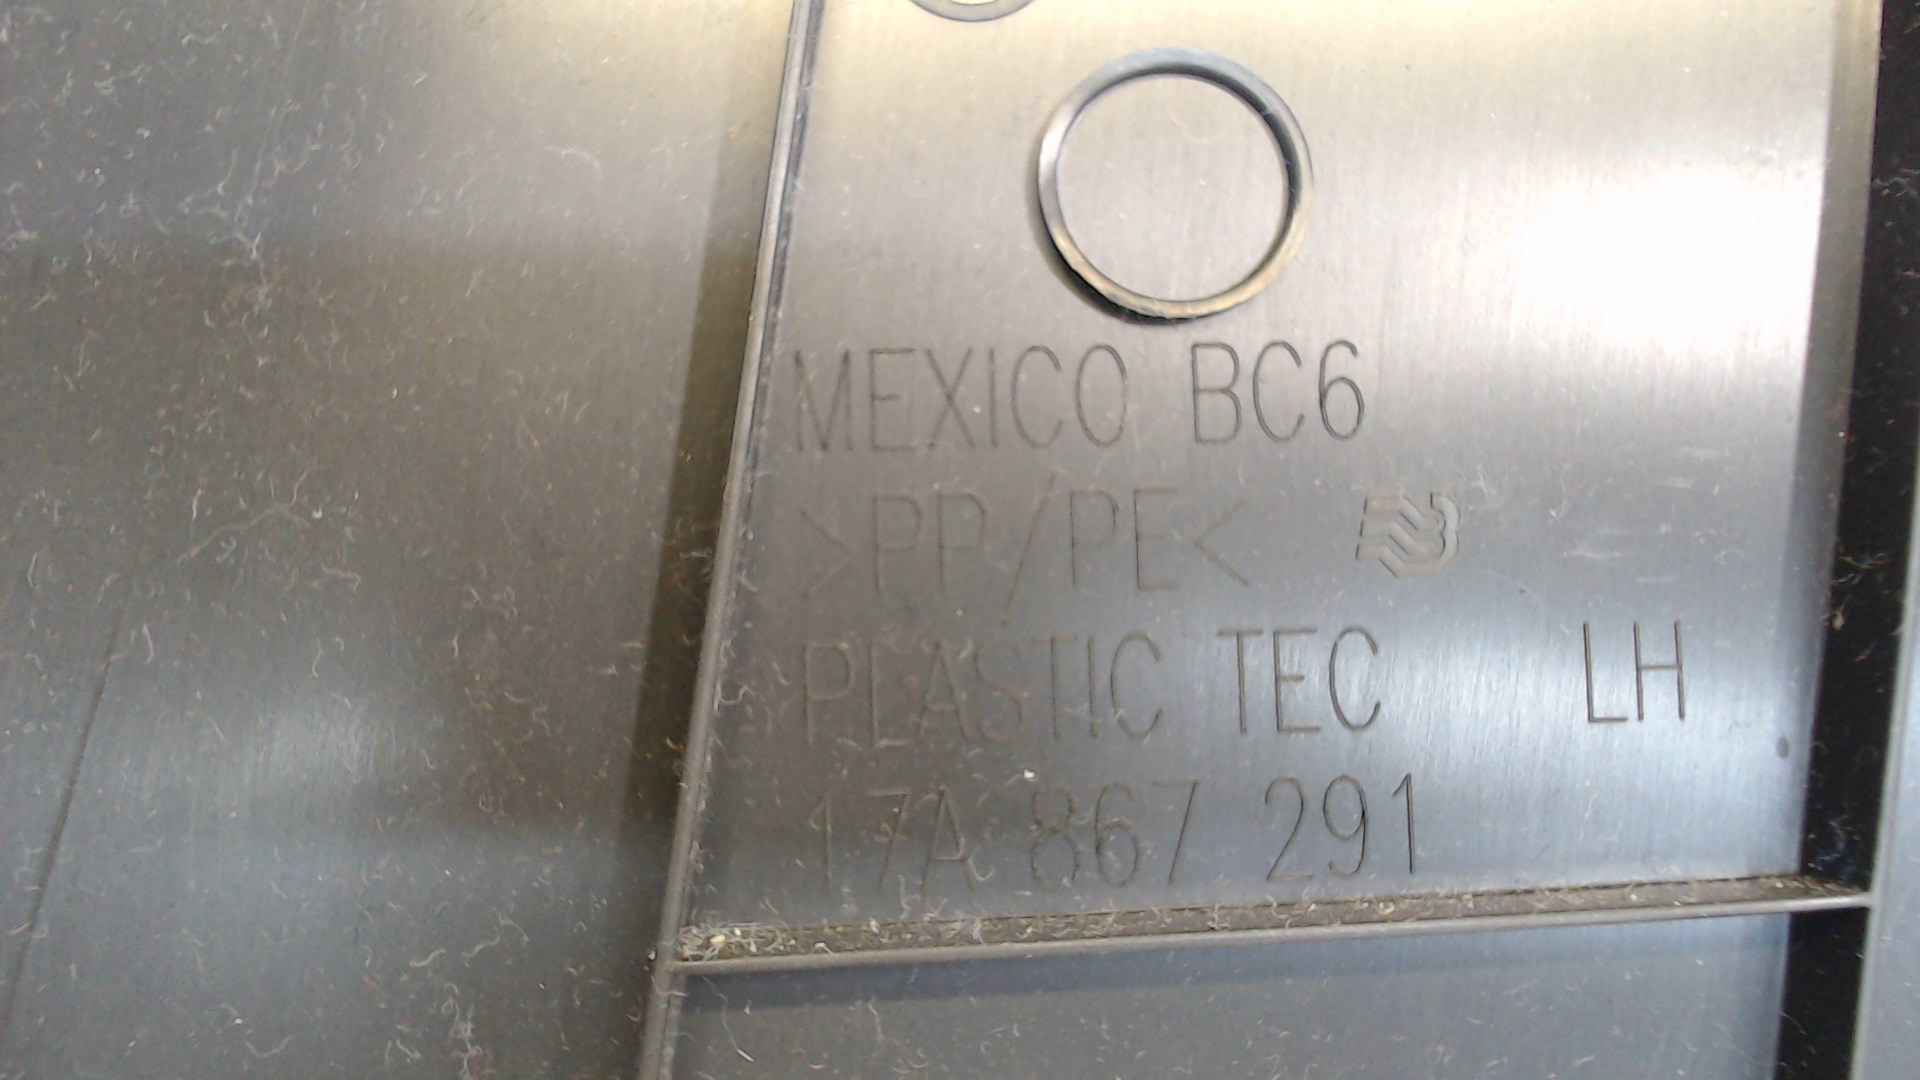 MEXICO BC6
>PP/PE<
PLASTIC TEC LH
17A 867 291